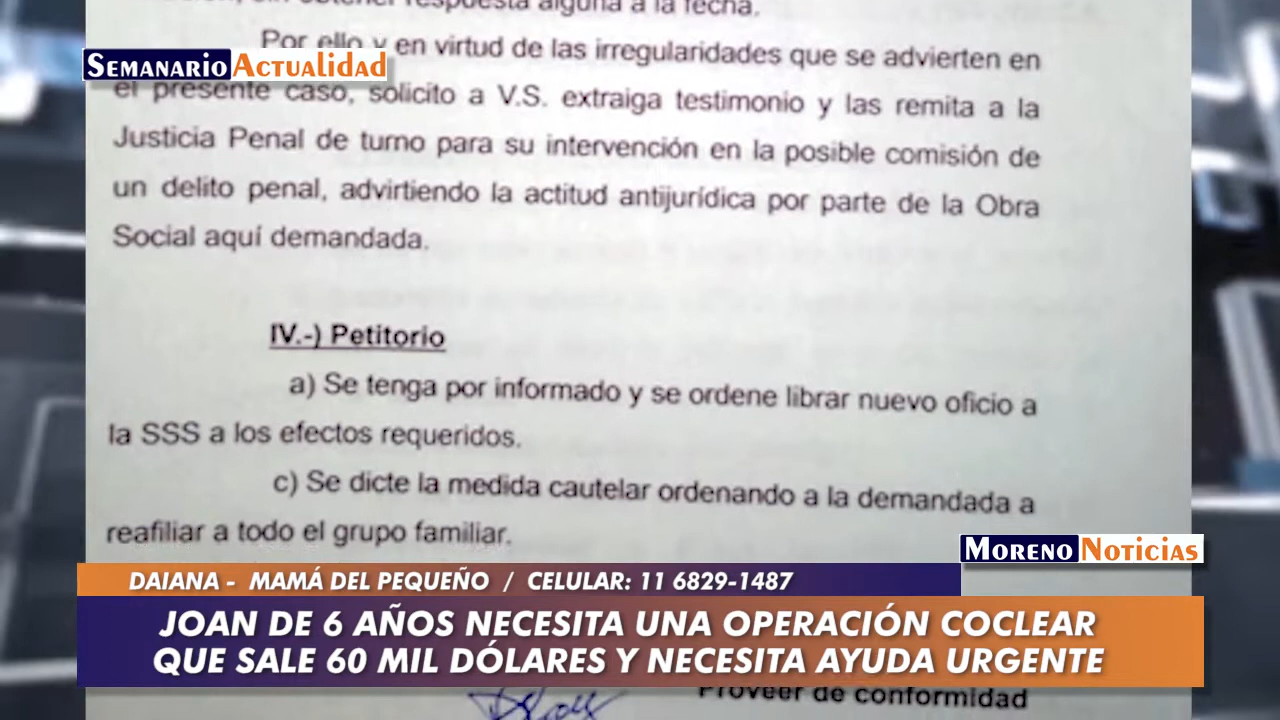 respuesta alguna a la fecha.
Por ello y en virtud de las irregularidades que se advierten en
SEMANARIO ACTUALIDAD
el presente caso, solicito a V.S. extraiga testimonio y las remita a la
Justicia Penal de turno para su intervención en la posible comisión de
un delito penal, advirtiendo la actitud antijurídica por parte de la Obra
Social aquí demandada.
IV.-) Petitorio
a) Se tenga por informado y se ordene librar nuevo oficio a
la SSS a los efectos requeridos.
c) Se dicte la medida cautelar ordenando a la demandada a
reafiliar a todo el grupo familiar.
MORENO NOTICIAS
DAIANA - MAMÁ DEL PEQUEÑO / CELULAR: 11 6829-1487
JOAN DE 6 AÑOS NECESITA UNA OPERACIÓN COCLEAR
QUE SALE 60 MIL DÓLARES Y NECESITA AYUDA URGENTE
Proveer de conformidad